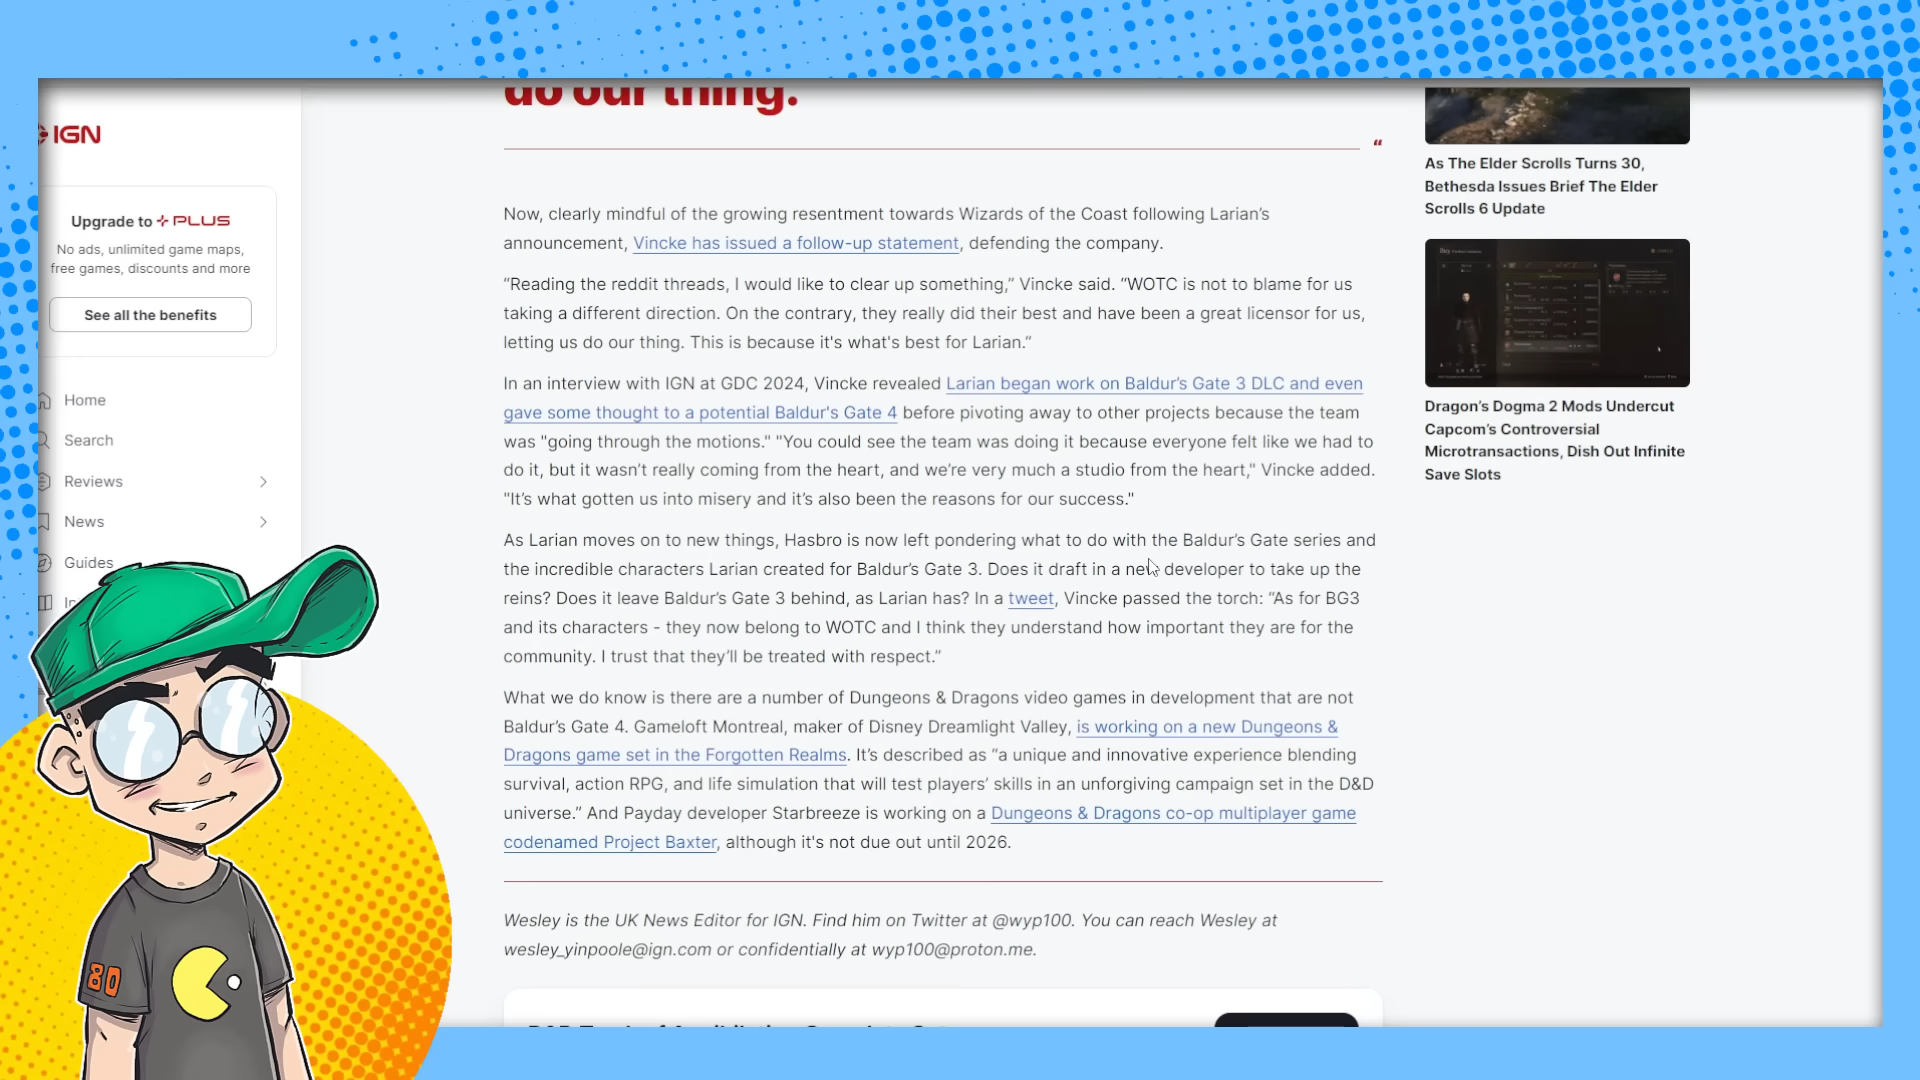 do our thing.
“
IGN
Upgrade to PLUS
No ads, unlimited game maps,
free games, discounts and more
See all the benefits
Home
Search
Reviews
News
Guides
80
Now, clearly mindful of the growing resentment towards Wizards of the Coast following Larian’s
announcement, Vincke has issued a follow-up statement, defending the company.
“Reading the reddit threads, I would like to clear up something,” Vincke said. “WOTC is not to blame for us
taking a different direction. On the contrary, they really did their best and have been a great licensor for us,
letting us do our thing. This is because it's what's best for Larian.”
In an interview with IGN at GDC 2024, Vincke revealed Larian began work on Baldur’s Gate 3 DLC and even
gave some thought to a potential Baldur's Gate 4 before pivoting away to other projects because the team
was "going through the motions." "You could see the team was doing it because everyone felt like we had to
do it, but it wasn’t really coming from the heart, and we’re very much a studio from the heart," Vincke added.
"It’s what gotten us into misery and it’s also been the reasons for our success."
As Larian moves on to new things, Hasbro is now left pondering what to do with the Baldur’s Gate series and
the incredible characters Larian created for Baldur’s Gate 3. Does it draft in a new developer to take up the
reins? Does it leave Baldur’s Gate 3 behind, as Larian has? In a tweet, Vincke passed the torch: “As for BG3
and its characters - they now belong to WOTC and I think they understand how important they are for the
community. I trust that they’ll be treated with respect.”
What we do know is there are a number of Dungeons & Dragons video games in development that are not
Baldur’s Gate 4. Gameloft Montreal, maker of Disney Dreamlight Valley, is working on a new Dungeons &
Dragons game set in the Forgotten Realms. It’s described as “a unique and innovative experience blending
survival, action RPG, and life simulation that will test players’ skills in an unforgiving campaign set in the D&D
universe.” And Payday developer Starbreeze is working on a Dungeons & Dragons co-op multiplayer game
codenamed Project Baxter, although it's not due out until 2026.
Wesley is the UK News Editor for IGN. Find him on Twitter at @wyp100. You can reach Wesley at
wesley_yinpoole@ign.com or confidentially at wyp100@proton.me.
As The Elder Scrolls Turns 30,
Bethesda Issues Brief The Elder
Scrolls 6 Update
Dragon’s Dogma 2 Mods Undercut
Capcom’s Controversial
Microtransactions, Dish Out Infinite
Save Slots